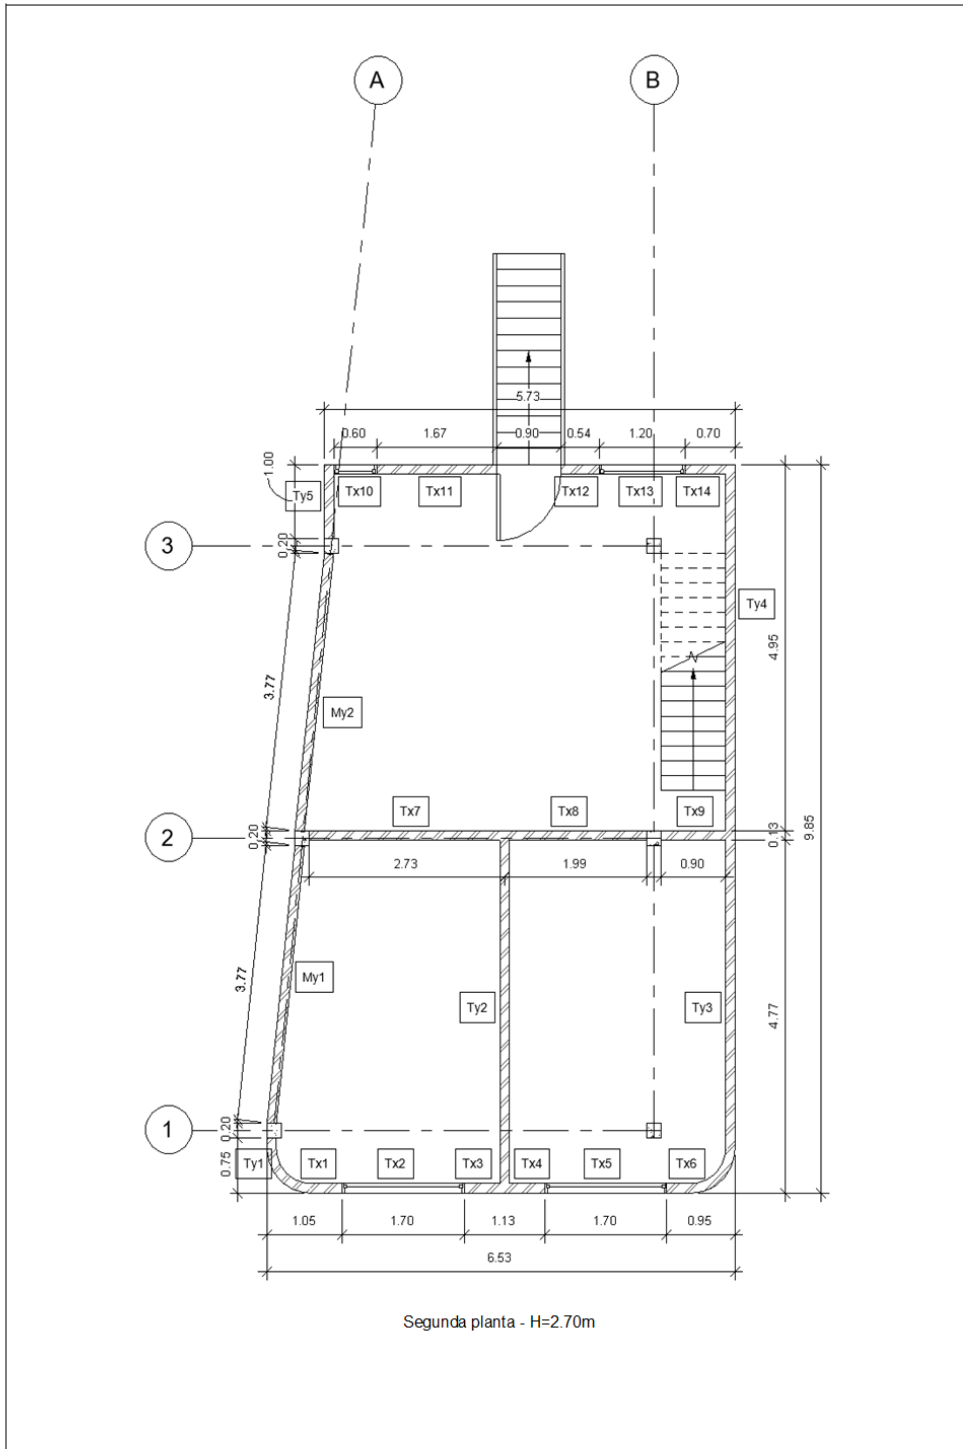 A
B
5.73
0.60
1.67
0.90
0.54
1.20
0.70
1.00
Ty5
Tx10
Tx11
Tx12
Tx13
Tx14
3
0.20
Ty4
4.95
3.77
My2
Tx7
Tx8
Tx9
2
0.20
0.13
9.85
2.73
1.99
0.90
3.77
My1
Ty2
Ty3
4.77
1
0.20
0.75
Ty1
Tx1
Tx2
Tx3
Tx4
Tx5
Tx6
1.05
1.70
1.13
1.70
0.95
6.53
Segunda planta - H=2.70m